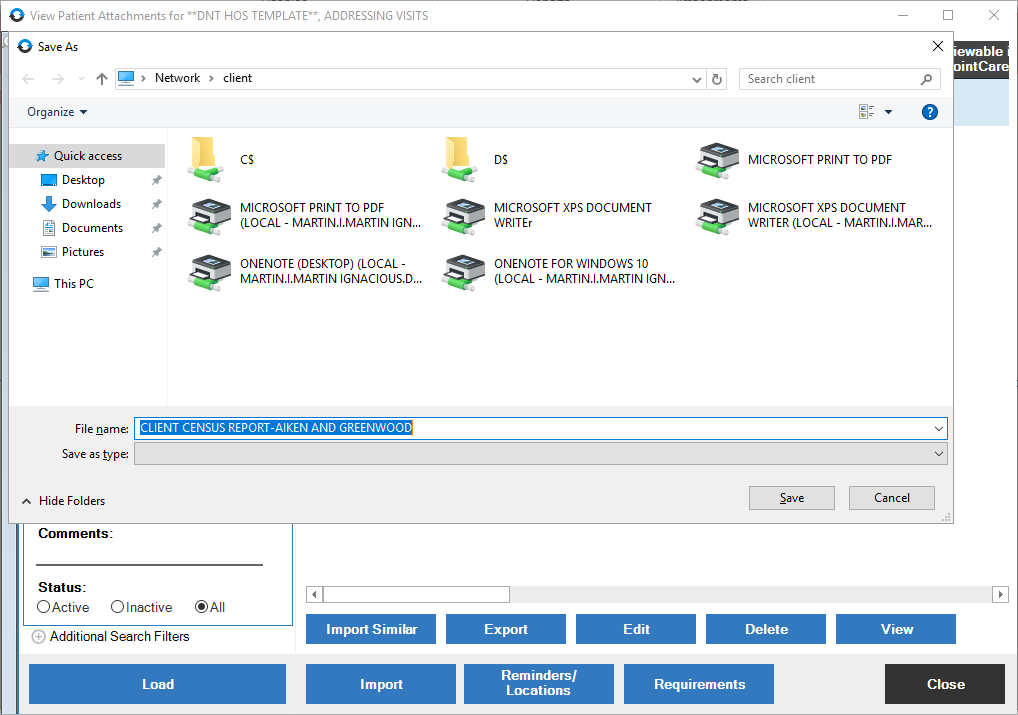 View Patient Attachments for **DNT HOS TEMPLATE**, ADDRESSING VISITS
Save As
Network
client
Search client
Organize
iewable i
ointCare
Quick access
Desktop
Downloads
Documents
Pictures
This PC
C$
D$
MICROSOFT PRINT TO PDF
MICROSOFT PRINT TO PDF
(LOCAL - MARTIN.I.MARTIN IGN...
MICROSOFT XPS DOCUMENT
WRITEr
MICROSOFT XPS DOCUMENT
WRITER (LOCAL - MARTIN.I.MAR...
ONENOTE (DESKTOP) (LOCAL -
MARTIN.I.MARTIN IGNACIOUS.D...
ONENOTE FOR WINDOWS 10
(LOCAL - MARTIN.I.MARTIN IGN...
File name: CLIENT CENSUS REPORT-AIKEN AND GREENWOOD
Save as type:
Hide Folders
Save
Cancel
Comments:
Status:
Active Inactive All
Additional Search Filters
Import Similar
Export
Edit
Delete
View
Load
Import
Reminders/
Locations
Requirements
Close